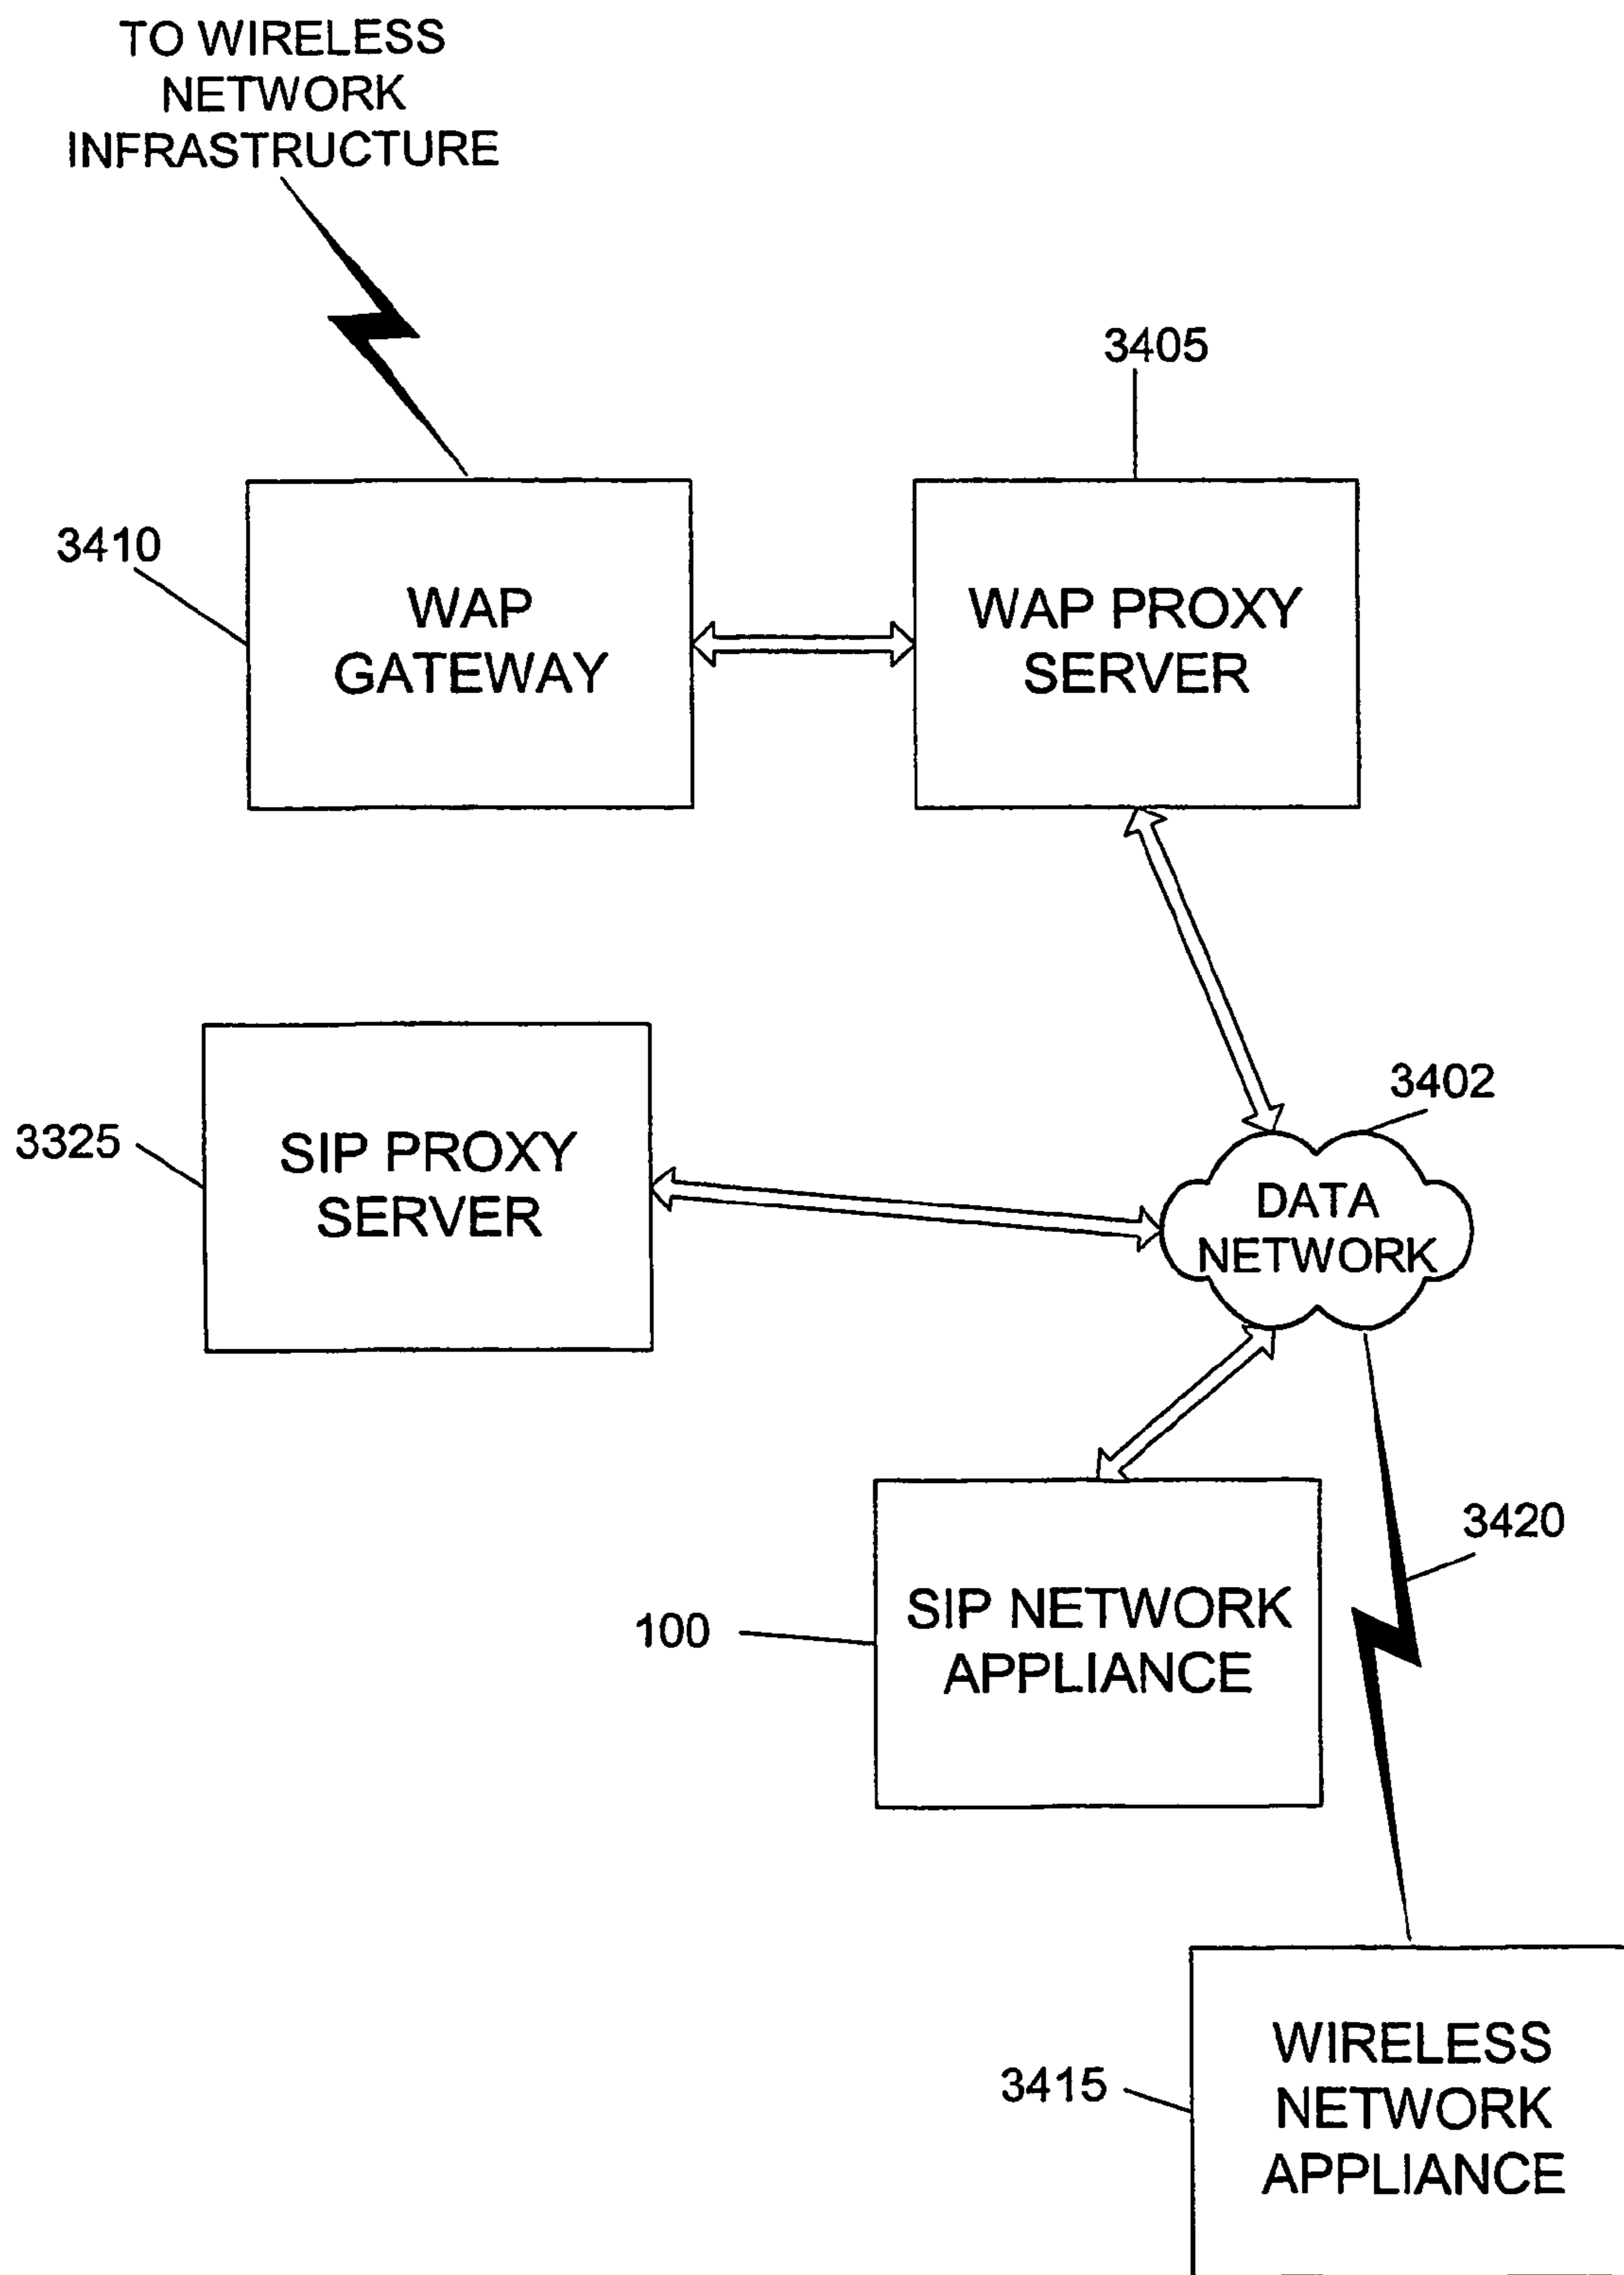 TO WIRELESS
NETWORK
INFRASTRUCTURE
3405
3410
WAP
GATEWAY
WAP PROXY
SERVER
3402
3325
SIP PROXY
SERVER
DATA
NETWORK
3420
100
SIP NETWORK
APPLIANCE
3415
WIRELESS
NETWORK
APPLIANCE